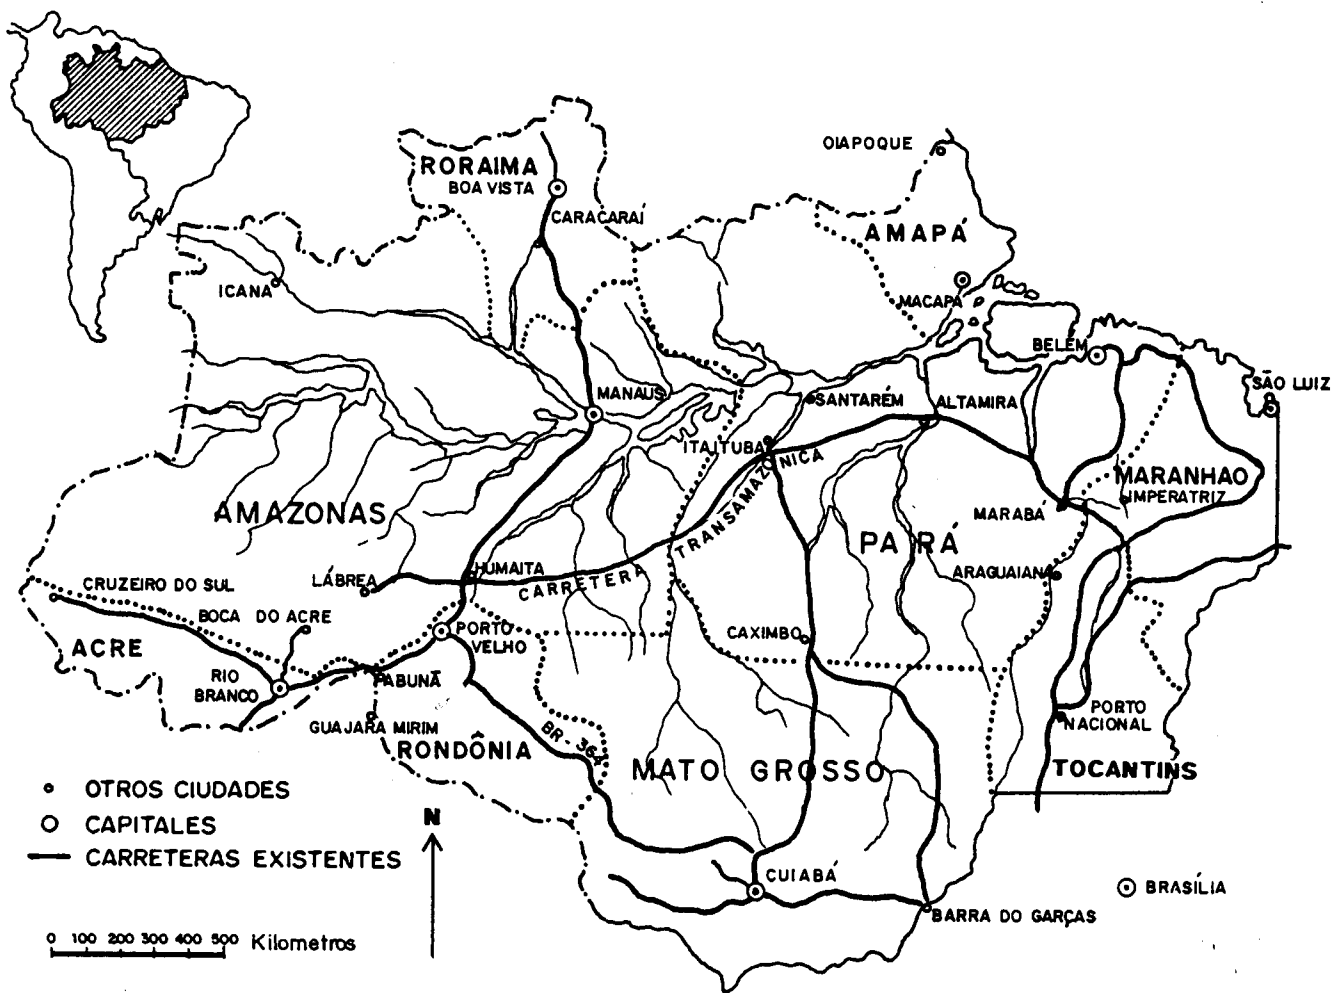 OIAPOQUE
RORAIMA
BOA VISTA
CARACARAÍ
AMAPÁ
ICANA
MACAPÁ
BELÉM
SÃO LUIZ
MANAUS
SANTARÉM
ALTAMIRA
ITAITUBA
CARRETERA TRANSAMAZONICA
MARANHAO
IMPERATRIZ
AMAZONAS
MARABÁ
PARÁ
HUMAITA
LÁBREA
ARAGUAIANA
CRUZEIRO DO SUL
BOCA DO ACRE
ACRE
PORTO
VELHO
CAXIMBO
RIO
BRANCO
ABUNÃ
PORTO
NACIONAL
GUAJARA MIRIM
RONDÔNIA
BR-364
MATO GROSSO
TOCANTINS
OTROS CIUDADES
CAPITALES
CARRETERAS EXISTENTES
N
CUIABÁ
BRASÍLIA
BARRA DO GARÇAS
0 100 200 300 400 500 Kilometros